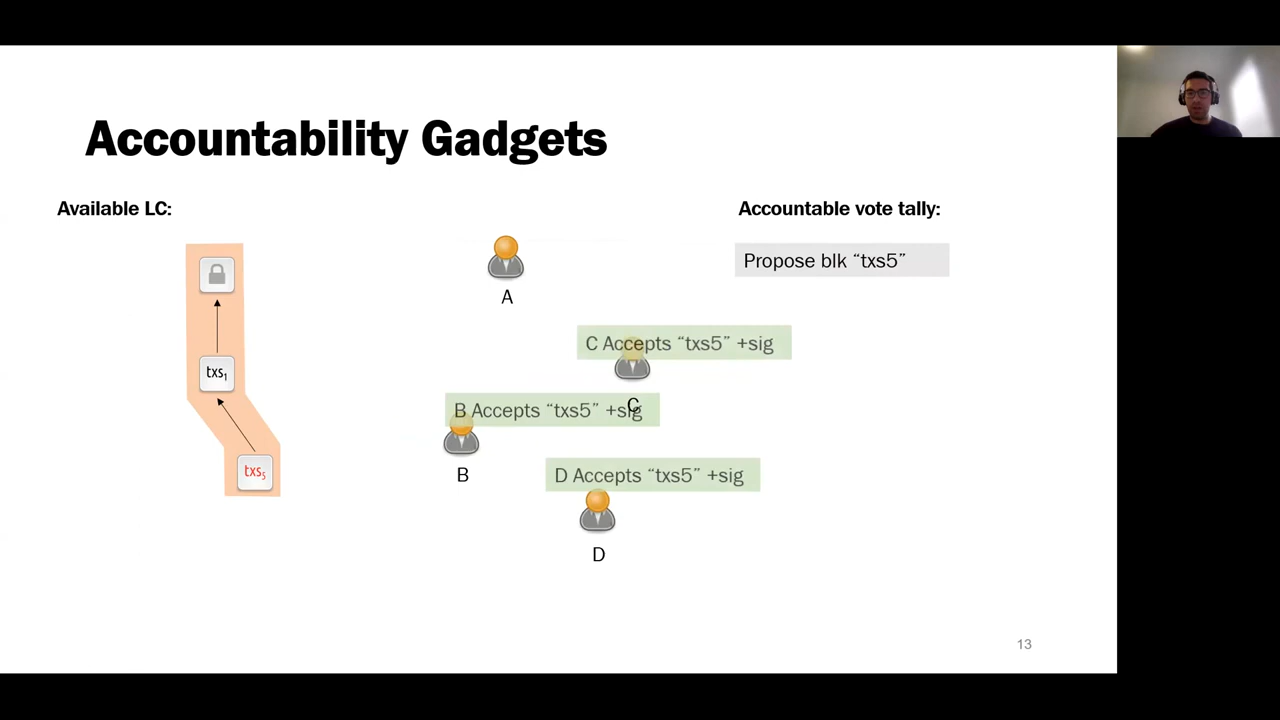 Accountability Gadgets
Available LC:
Accountable vote tally:
Propose blk “txs5”
A
C Accepts “txs5” +sig
C
B Accepts “txs5” +sig
B
D Accepts “txs5” +sig
D
txs1
txs5
13